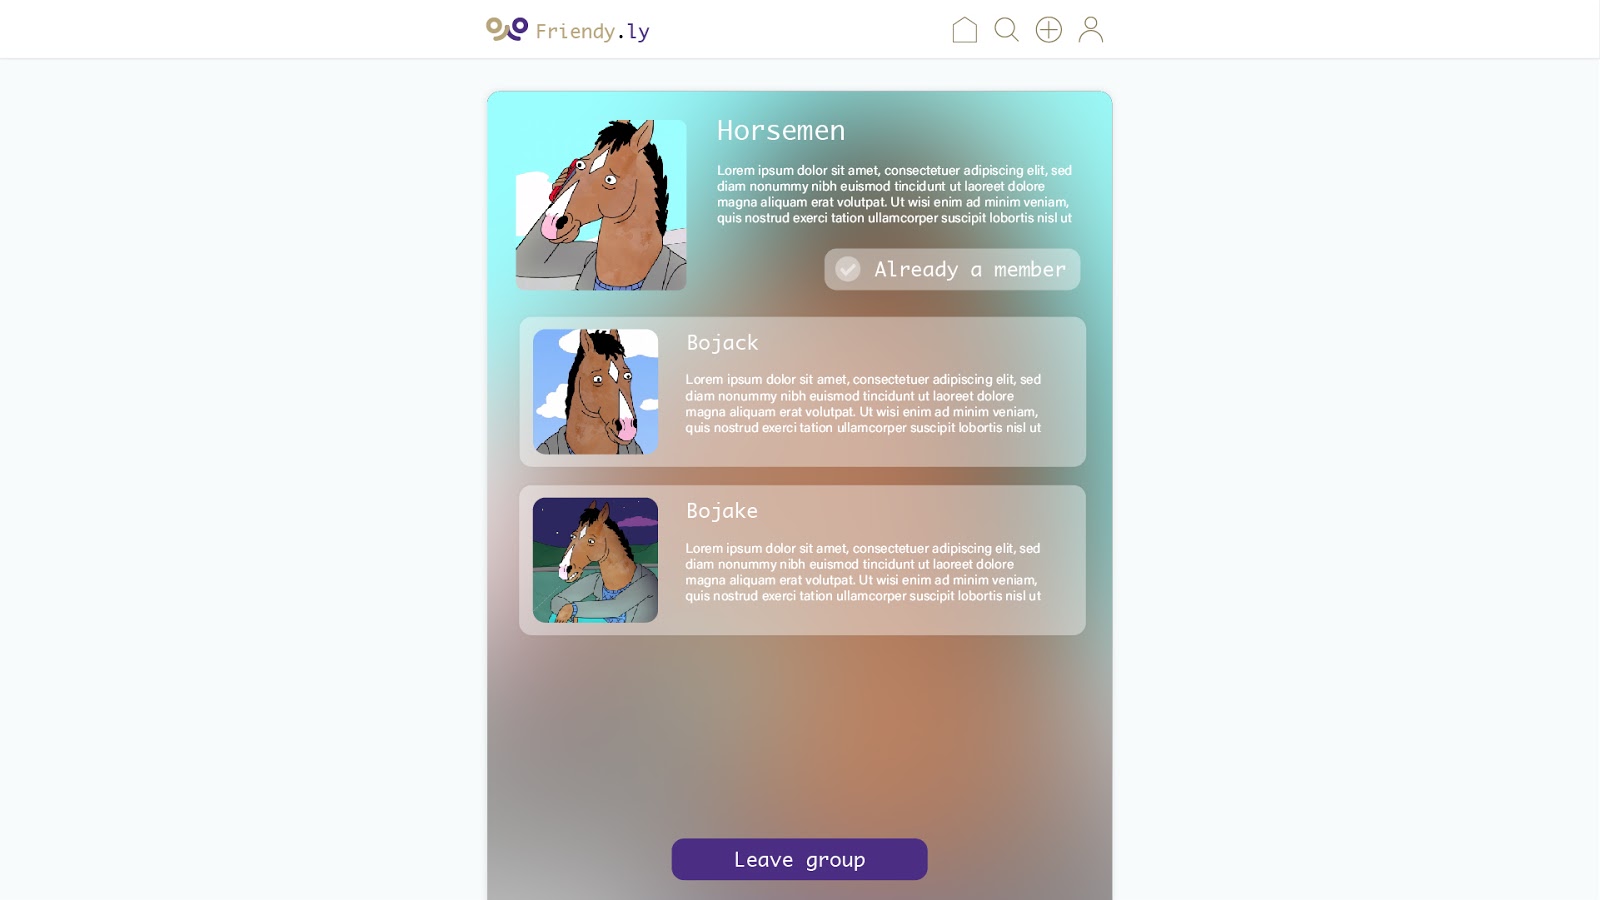 Friendy.ly
Horsemen
Lorem ipsum dolor sit amet, consectetuer adipiscing elit, sed
diam nonummy nibh euismod tincidunt ut laoreet dolore
magna aliquam erat volutpat. Ut wisi enim ad minim veniam,
quis nostrud exerci tation ullamcorper suscipit lobortis nisl ut
Already a member
Bojack
Lorem ipsum dolor sit amet, consectetuer adipiscing elit, sed
diam nonummy nibh euismod tincidunt ut laoreet dolore
magna aliquam erat volutpat. Ut wisi enim ad minim veniam,
quis nostrud exerci tation ullamcorper suscipit lobortis nisl ut
Bojake
Lorem ipsum dolor sit amet, consectetuer adipiscing elit, sed
diam nonummy nibh euismod tincidunt ut laoreet dolore
magna aliquam erat volutpat. Ut wisi enim ad minim veniam,
quis nostrud exerci tation ullamcorper suscipit lobortis nisl ut
Leave group